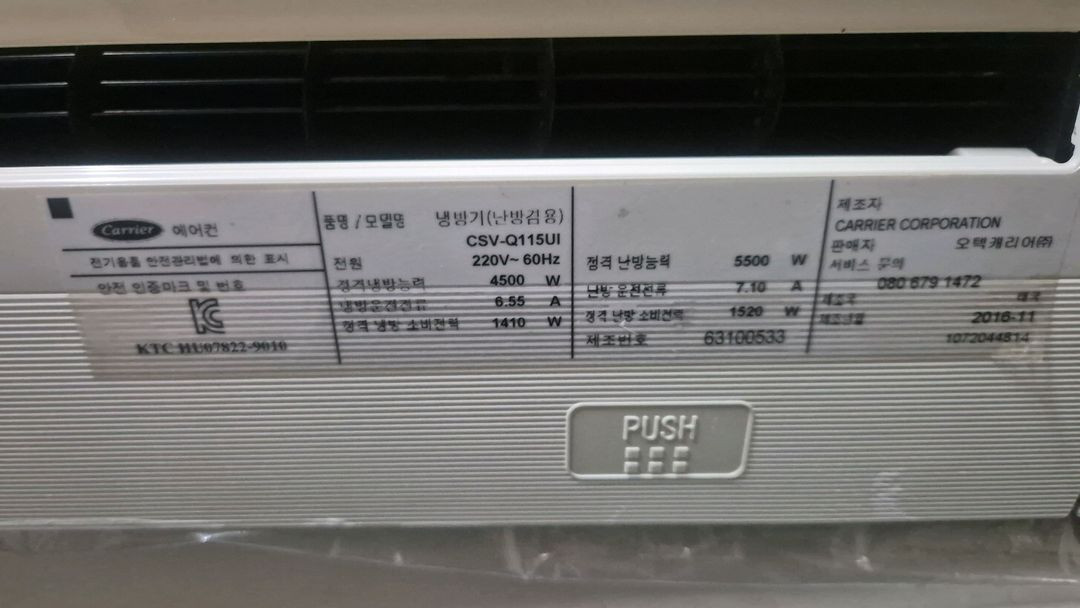 Carrier 에어컨
전기용품 안전관리법에 의한 표시
안전 인증마크 및 번호
KC
KTC HU07822-9010
품명 / 모델명 냉방기(난방겸용)
CSV-Q115UI
전원 220V~ 60Hz
정격냉방능력 4500 W
냉방운전전류 6.55 A
정격 냉방 소비전력 1410 W
정격 난방능력 5500 W
난방 운전전류 7.10 A
정격 난방 소비전력 1520 W
제조번호 63100533
제조자
CARRIER CORPORATION
판매자 오텍캐리어㈜
서비스 문의
080 679 1472
제조국 태국
제조년월 2016-11
1072044814
PUSH